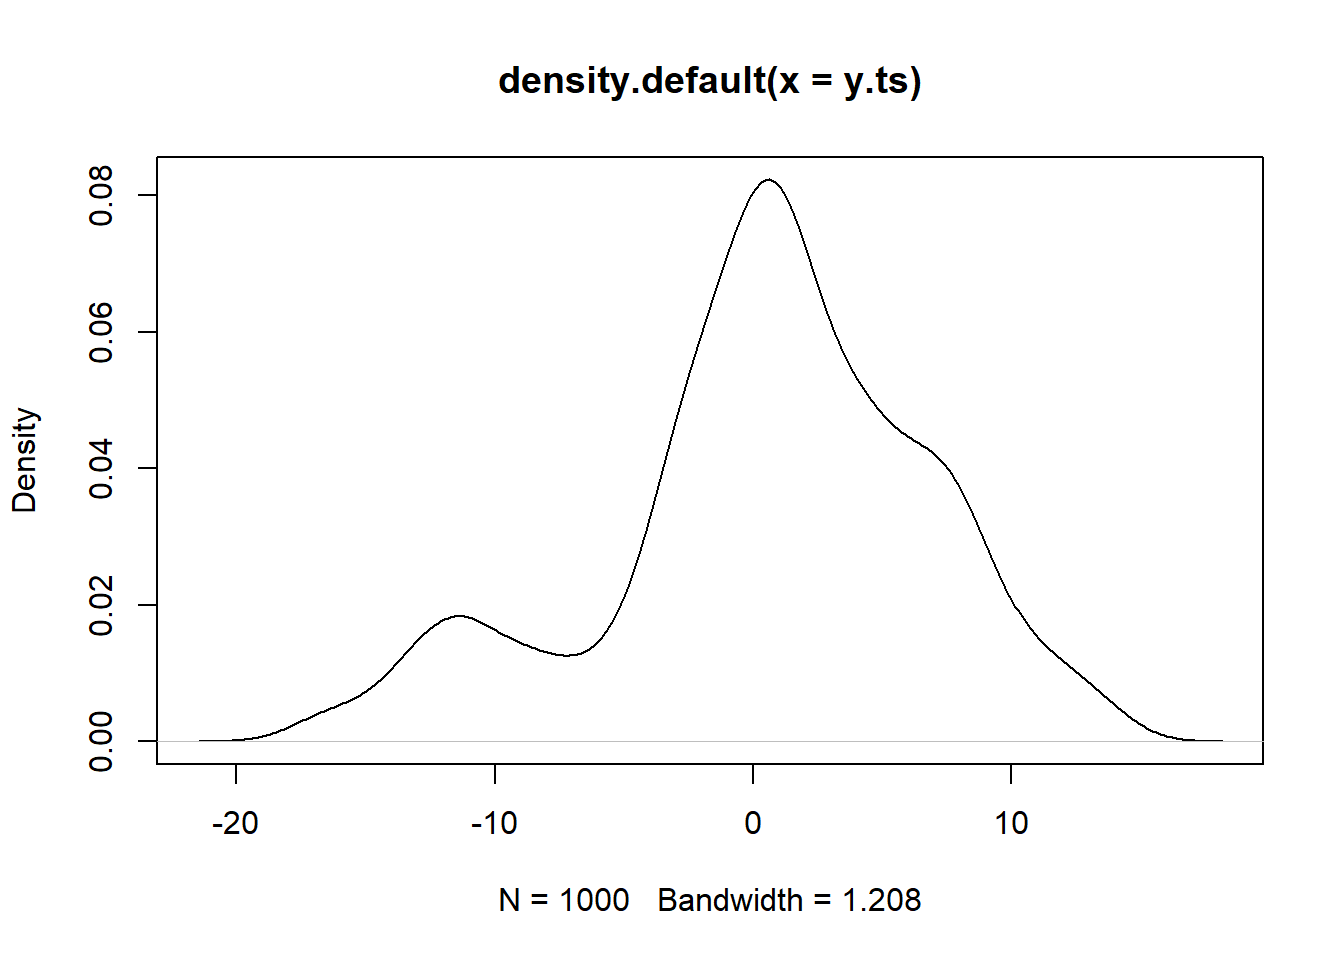 density.default(x = y.ts)
0.08
0.06
0.04
0.02
0.00
Density
-20 -10 0 10
N = 1000 Bandwidth = 1.208